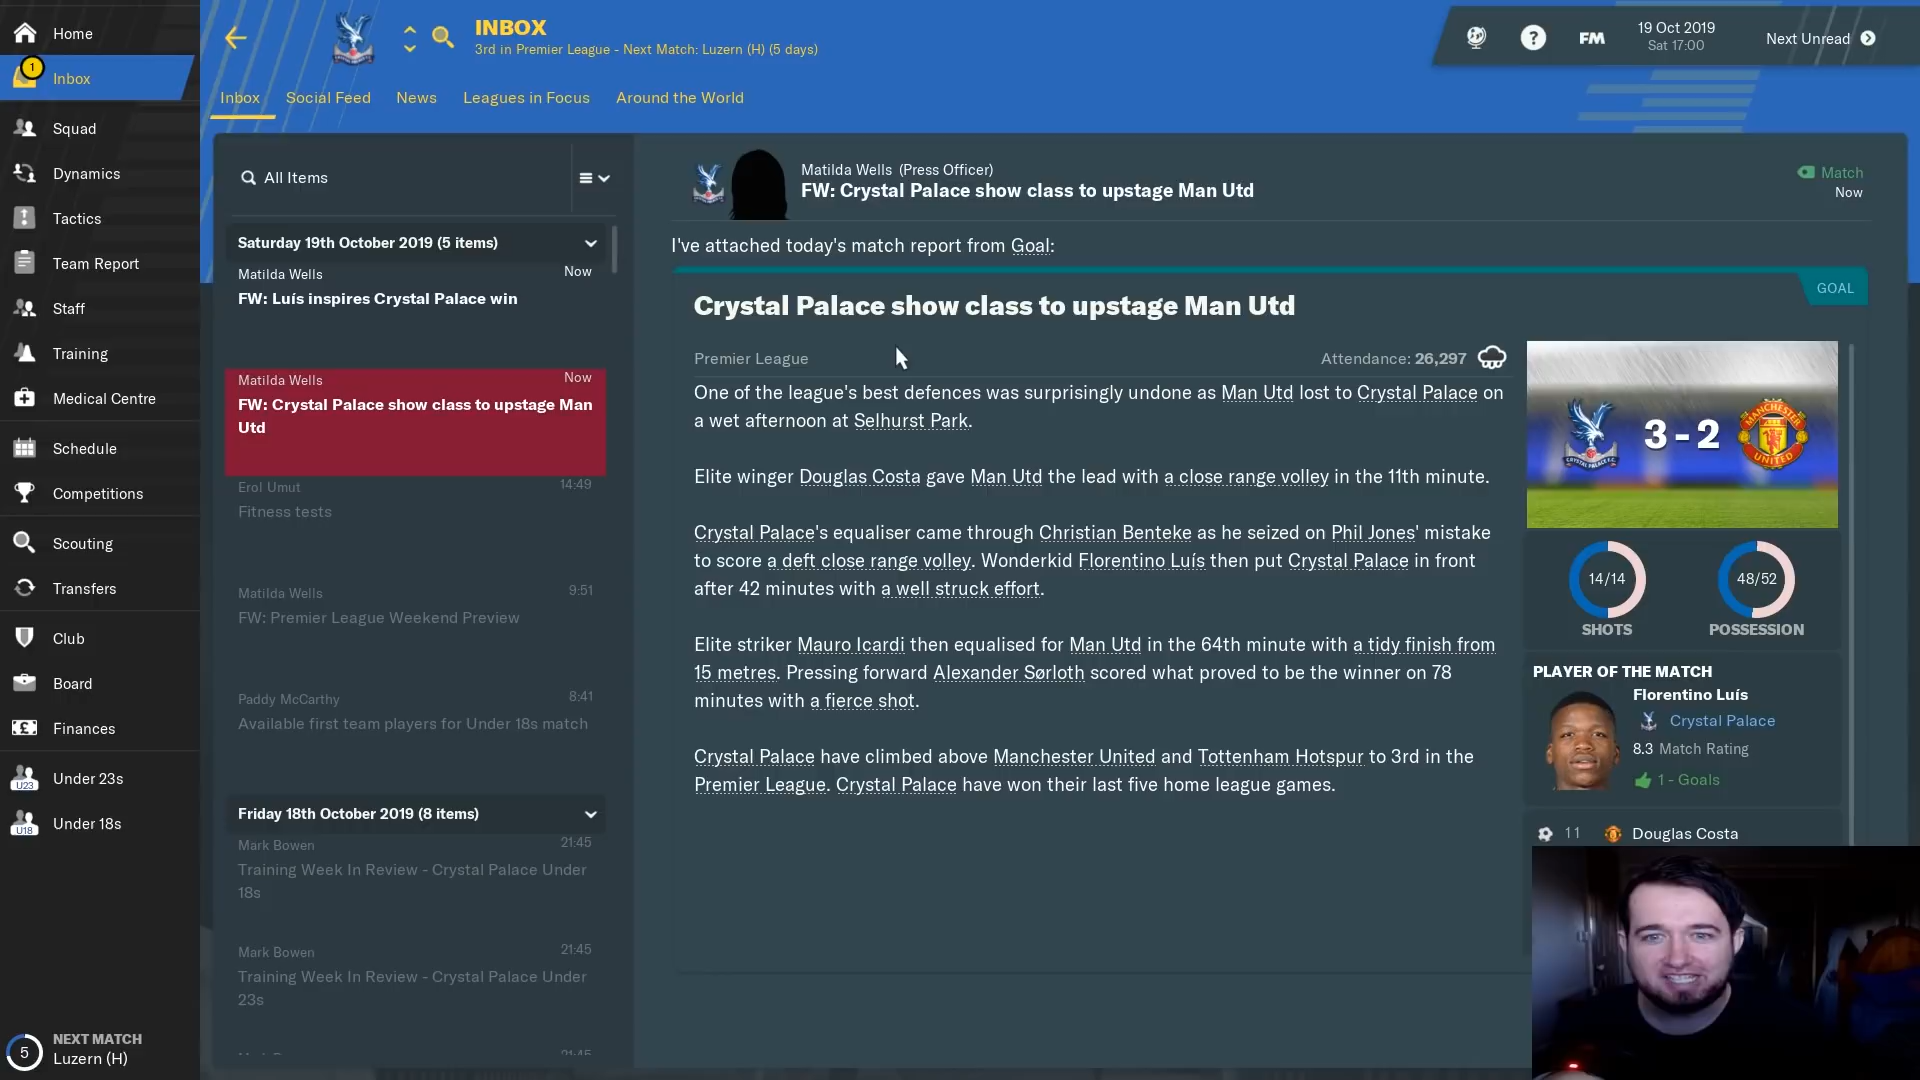 Home
1
Inbox
Squad
Dynamics
Tactics
Team Report
Staff
Training
Medical Centre
Schedule
Competitions
Scouting
Transfers
Club
Board
Finances
U23
Under 23s
U18
Under 18s
5
NEXT MATCH
Luzern (H)
INBOX
3rd in Premier League - Next Match: Luzern (H) (5 days)
FM
19 Oct 2019
Sat 17:00
Next Unread
Inbox
Social Feed
News
Leagues in Focus
Around the World
All Items
Saturday 19th October 2019 (5 items)
Matilda Wells
Now
FW: Luís inspires Crystal Palace win
Matilda Wells
Now
FW: Crystal Palace show class to upstage Man
Utd
Erol Umut
14:49
Fitness tests
Matilda Wells
9:51
FW: Premier League Weekend Preview
Paddy McCarthy
8:41
Available first team players for Under 18s match
Friday 18th October 2019 (8 items)
Mark Bowen
21:45
Training Week In Review - Crystal Palace Under
18s
Mark Bowen
21:45
Training Week In Review - Crystal Palace Under
23s
21:45
Matilda Wells (Press Officer)
FW: Crystal Palace show class to upstage Man Utd
Match
Now
I've attached today's match report from Goal:
GOAL
Crystal Palace show class to upstage Man Utd
Premier League
Attendance: 26,297
One of the league's best defences was surprisingly undone as Man Utd lost to Crystal Palace on
a wet afternoon at Selhurst Park.
Elite winger Douglas Costa gave Man Utd the lead with a close range volley in the 11th minute.
Crystal Palace's equaliser came through Christian Benteke as he seized on Phil Jones' mistake
to score a deft close range volley. Wonderkid Florentino Luís then put Crystal Palace in front
after 42 minutes with a well struck effort.
Elite striker Mauro Icardi then equalised for Man Utd in the 64th minute with a tidy finish from
15 metres. Pressing forward Alexander Sørloth scored what proved to be the winner on 78
minutes with a fierce shot.
Crystal Palace have climbed above Manchester United and Tottenham Hotspur to 3rd in the
Premier League. Crystal Palace have won their last five home league games.
CRYSTAL PALACE F.C.
3 - 2
MANCHESTER
UNITED
14/14
SHOTS
48/52
POSSESSION
PLAYER OF THE MATCH
Florentino Luís
Crystal Palace
8.3 Match Rating
1 - Goals
11
Douglas Costa